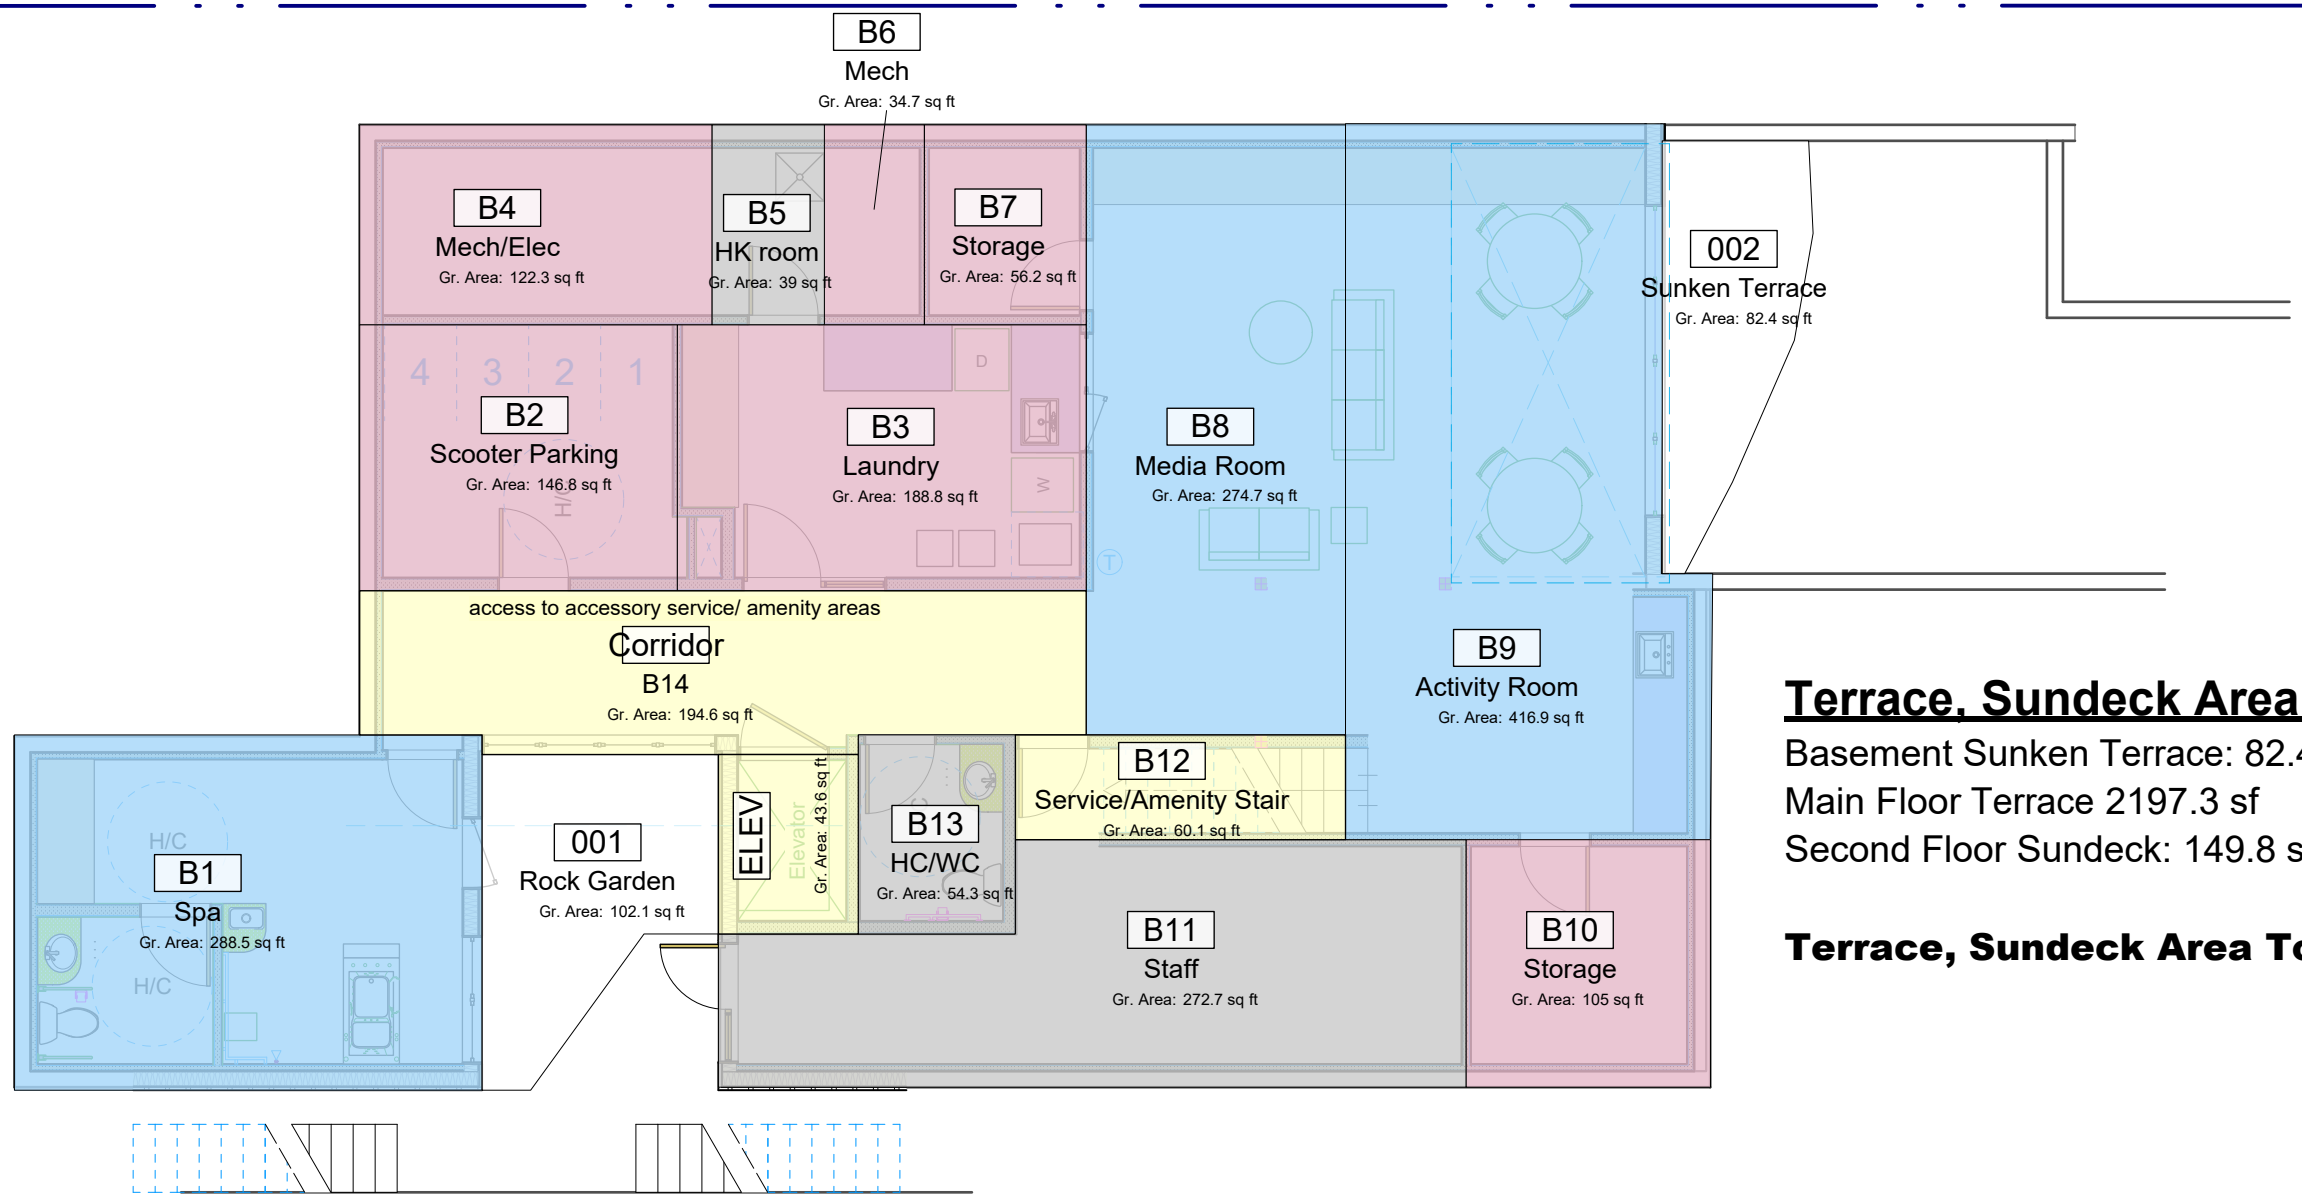 B6
Mech
Gr. Area: 34.7 sq ft
B4
Mech/Elec
Gr. Area: 122.3 sq ft
B5
HK room
Gr. Area: 39 sq ft
B7
Storage
Gr. Area: 56.2 sq ft
002
Sunken Terrace
Gr. Area: 82.4 sq ft
4 3 2 1
D
B2
Scooter Parking
Gr. Area: 146.8 sq ft
H/C
B3
Laundry
Gr. Area: 188.8 sq ft
W
B8
Media Room
Gr. Area: 274.7 sq ft
T
access to accessory service/ amenity areas
Corridor
B14
Gr. Area: 194.6 sq ft
B9
Activity Room
Gr. Area: 416.9 sq ft
B12
Service/Amenity Stair
Gr. Area: 60.1 sq ft
ELEV
Elevator
Gr. Area: 43.6 sq ft
B13
HC/WC
Gr. Area: 54.3 sq ft
001
Rock Garden
Gr. Area: 102.1 sq ft
H/C
B1
Spa
Gr. Area: 288.5 sq ft
H/C
B11
Staff
Gr. Area: 272.7 sq ft
B10
Storage
Gr. Area: 105 sq ft
Terrace, Sundeck Area
Basement Sunken Terrace: 82.4
Main Floor Terrace 2197.3 sf
Second Floor Sundeck: 149.8 s
Terrace, Sundeck Area To